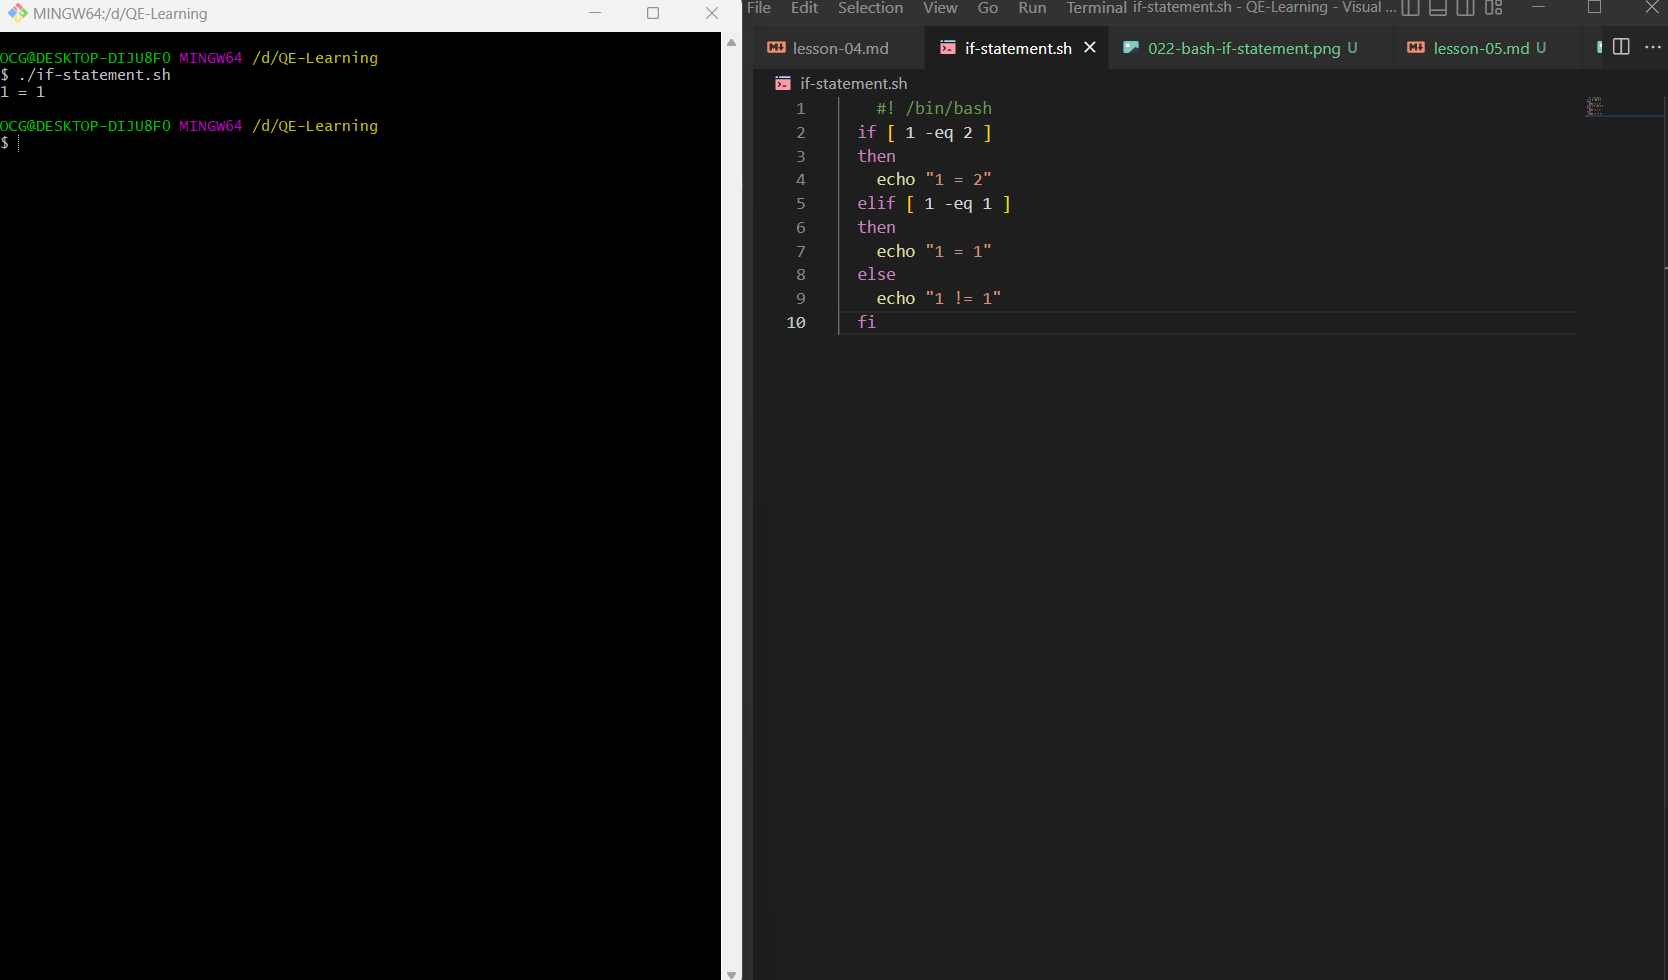 MINGW64:/d/QE-Learning
OCG@DESKTOP-DIJU8FO MINGW64 /d/QE-Learning
$ ./if-statement.sh
1 = 1
OCG@DESKTOP-DIJU8FO MINGW64 /d/QE-Learning
$
File Edit Selection View Go Run Terminal if-statement.sh - QE-Learning - Visual ...
lesson-04.md if-statement.sh 022-bash-if-statement.png U lesson-05.md U
if-statement.sh
1 #! /bin/bash
2 if [ 1 -eq 2 ]
3 then
4 echo "1 = 2"
5 elif [ 1 -eq 1 ]
6 then
7 echo "1 = 1"
8 else
9 echo "1 != 1"
10 fi